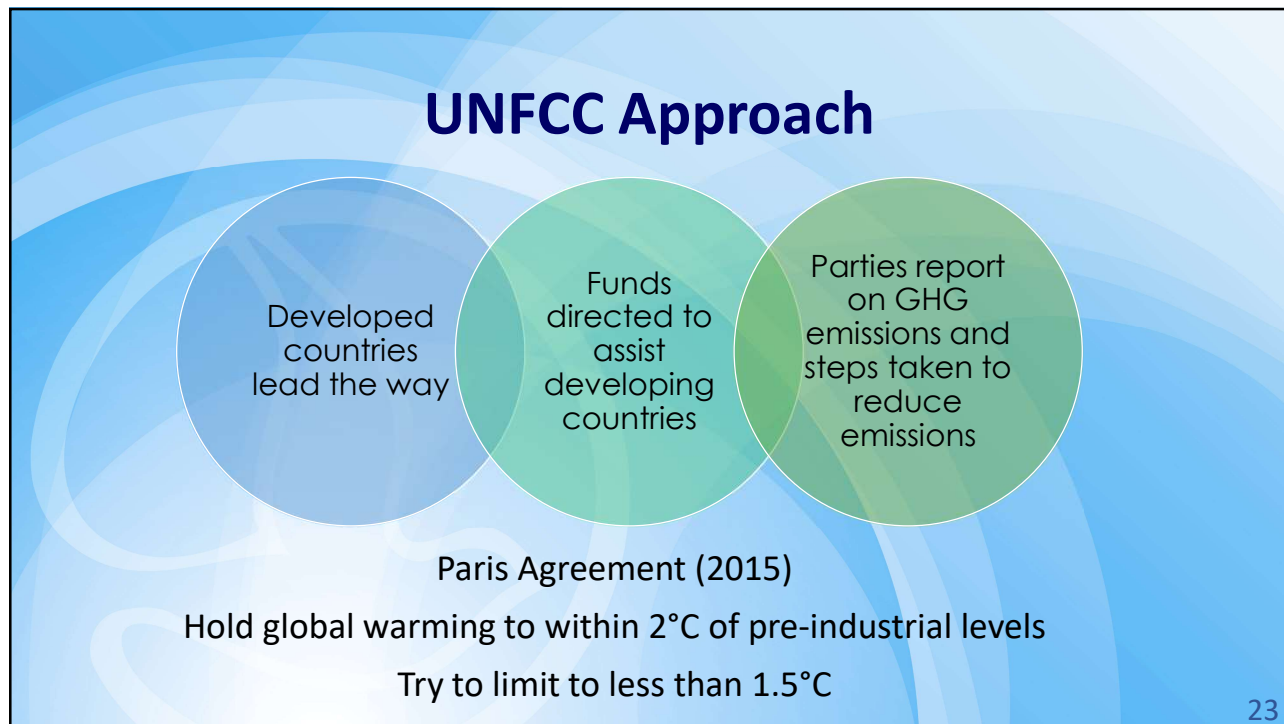 UNFCC Approach
Developed
countries
lead the way
Funds
directed to
assist
developing
countries
Parties report
on GHG
emissions and
steps taken to
reduce
emissions
Paris Agreement (2015)
Hold global warming to within 2°C of pre-industrial levels
Try to limit to less than 1.5°C
23